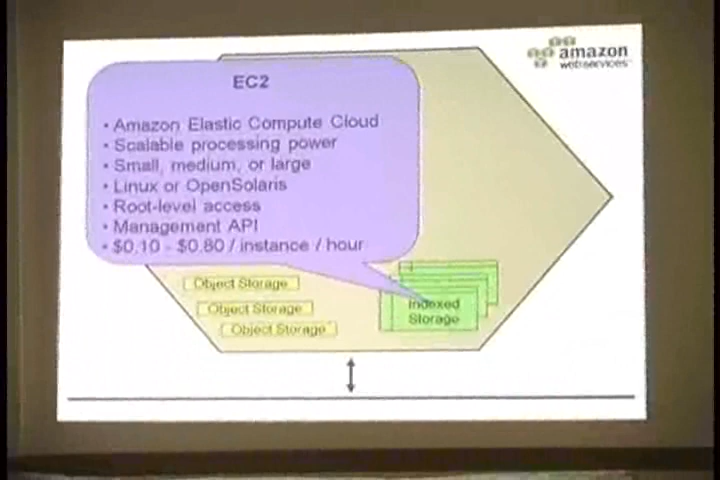 amazon
webservices
EC2
• Amazon Elastic Compute Cloud
• Scalable processing power
• Small, medium, or large
• Linux or OpenSolaris
• Root-level access
• Management API
• $0.10 - $0.80 / instance / hour
Object Storage
Object Storage
Object Storage
Indexed
Storage